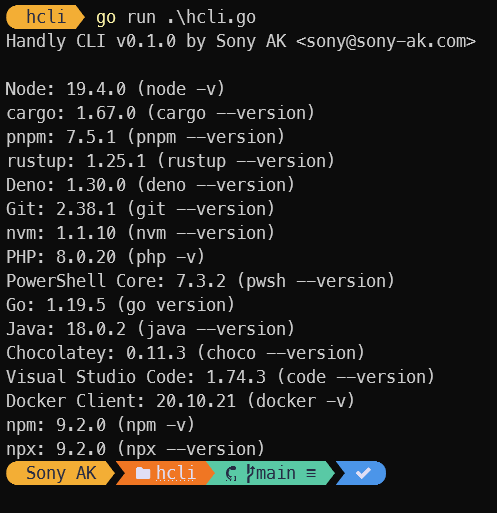 hcli go run .\hcli.go
Handly CLI v0.1.0 by Sony AK <sony@sony-ak.com>
Node: 19.4.0 (node -v)
cargo: 1.67.0 (cargo --version)
pnpm: 7.5.1 (pnpm --version)
rustup: 1.25.1 (rustup --version)
Deno: 1.30.0 (deno --version)
Git: 2.38.1 (git --version)
nvm: 1.1.10 (nvm --version)
PHP: 8.0.20 (php -v)
PowerShell Core: 7.3.2 (pwsh --version)
Go: 1.19.5 (go version)
Java: 18.0.2 (java --version)
Chocolatey: 0.11.3 (choco --version)
Visual Studio Code: 1.74.3 (code --version)
Docker Client: 20.10.21 (docker -v)
npm: 9.2.0 (npm -v)
npx: 9.2.0 (npx --version)
Sony AK hcli main ≡